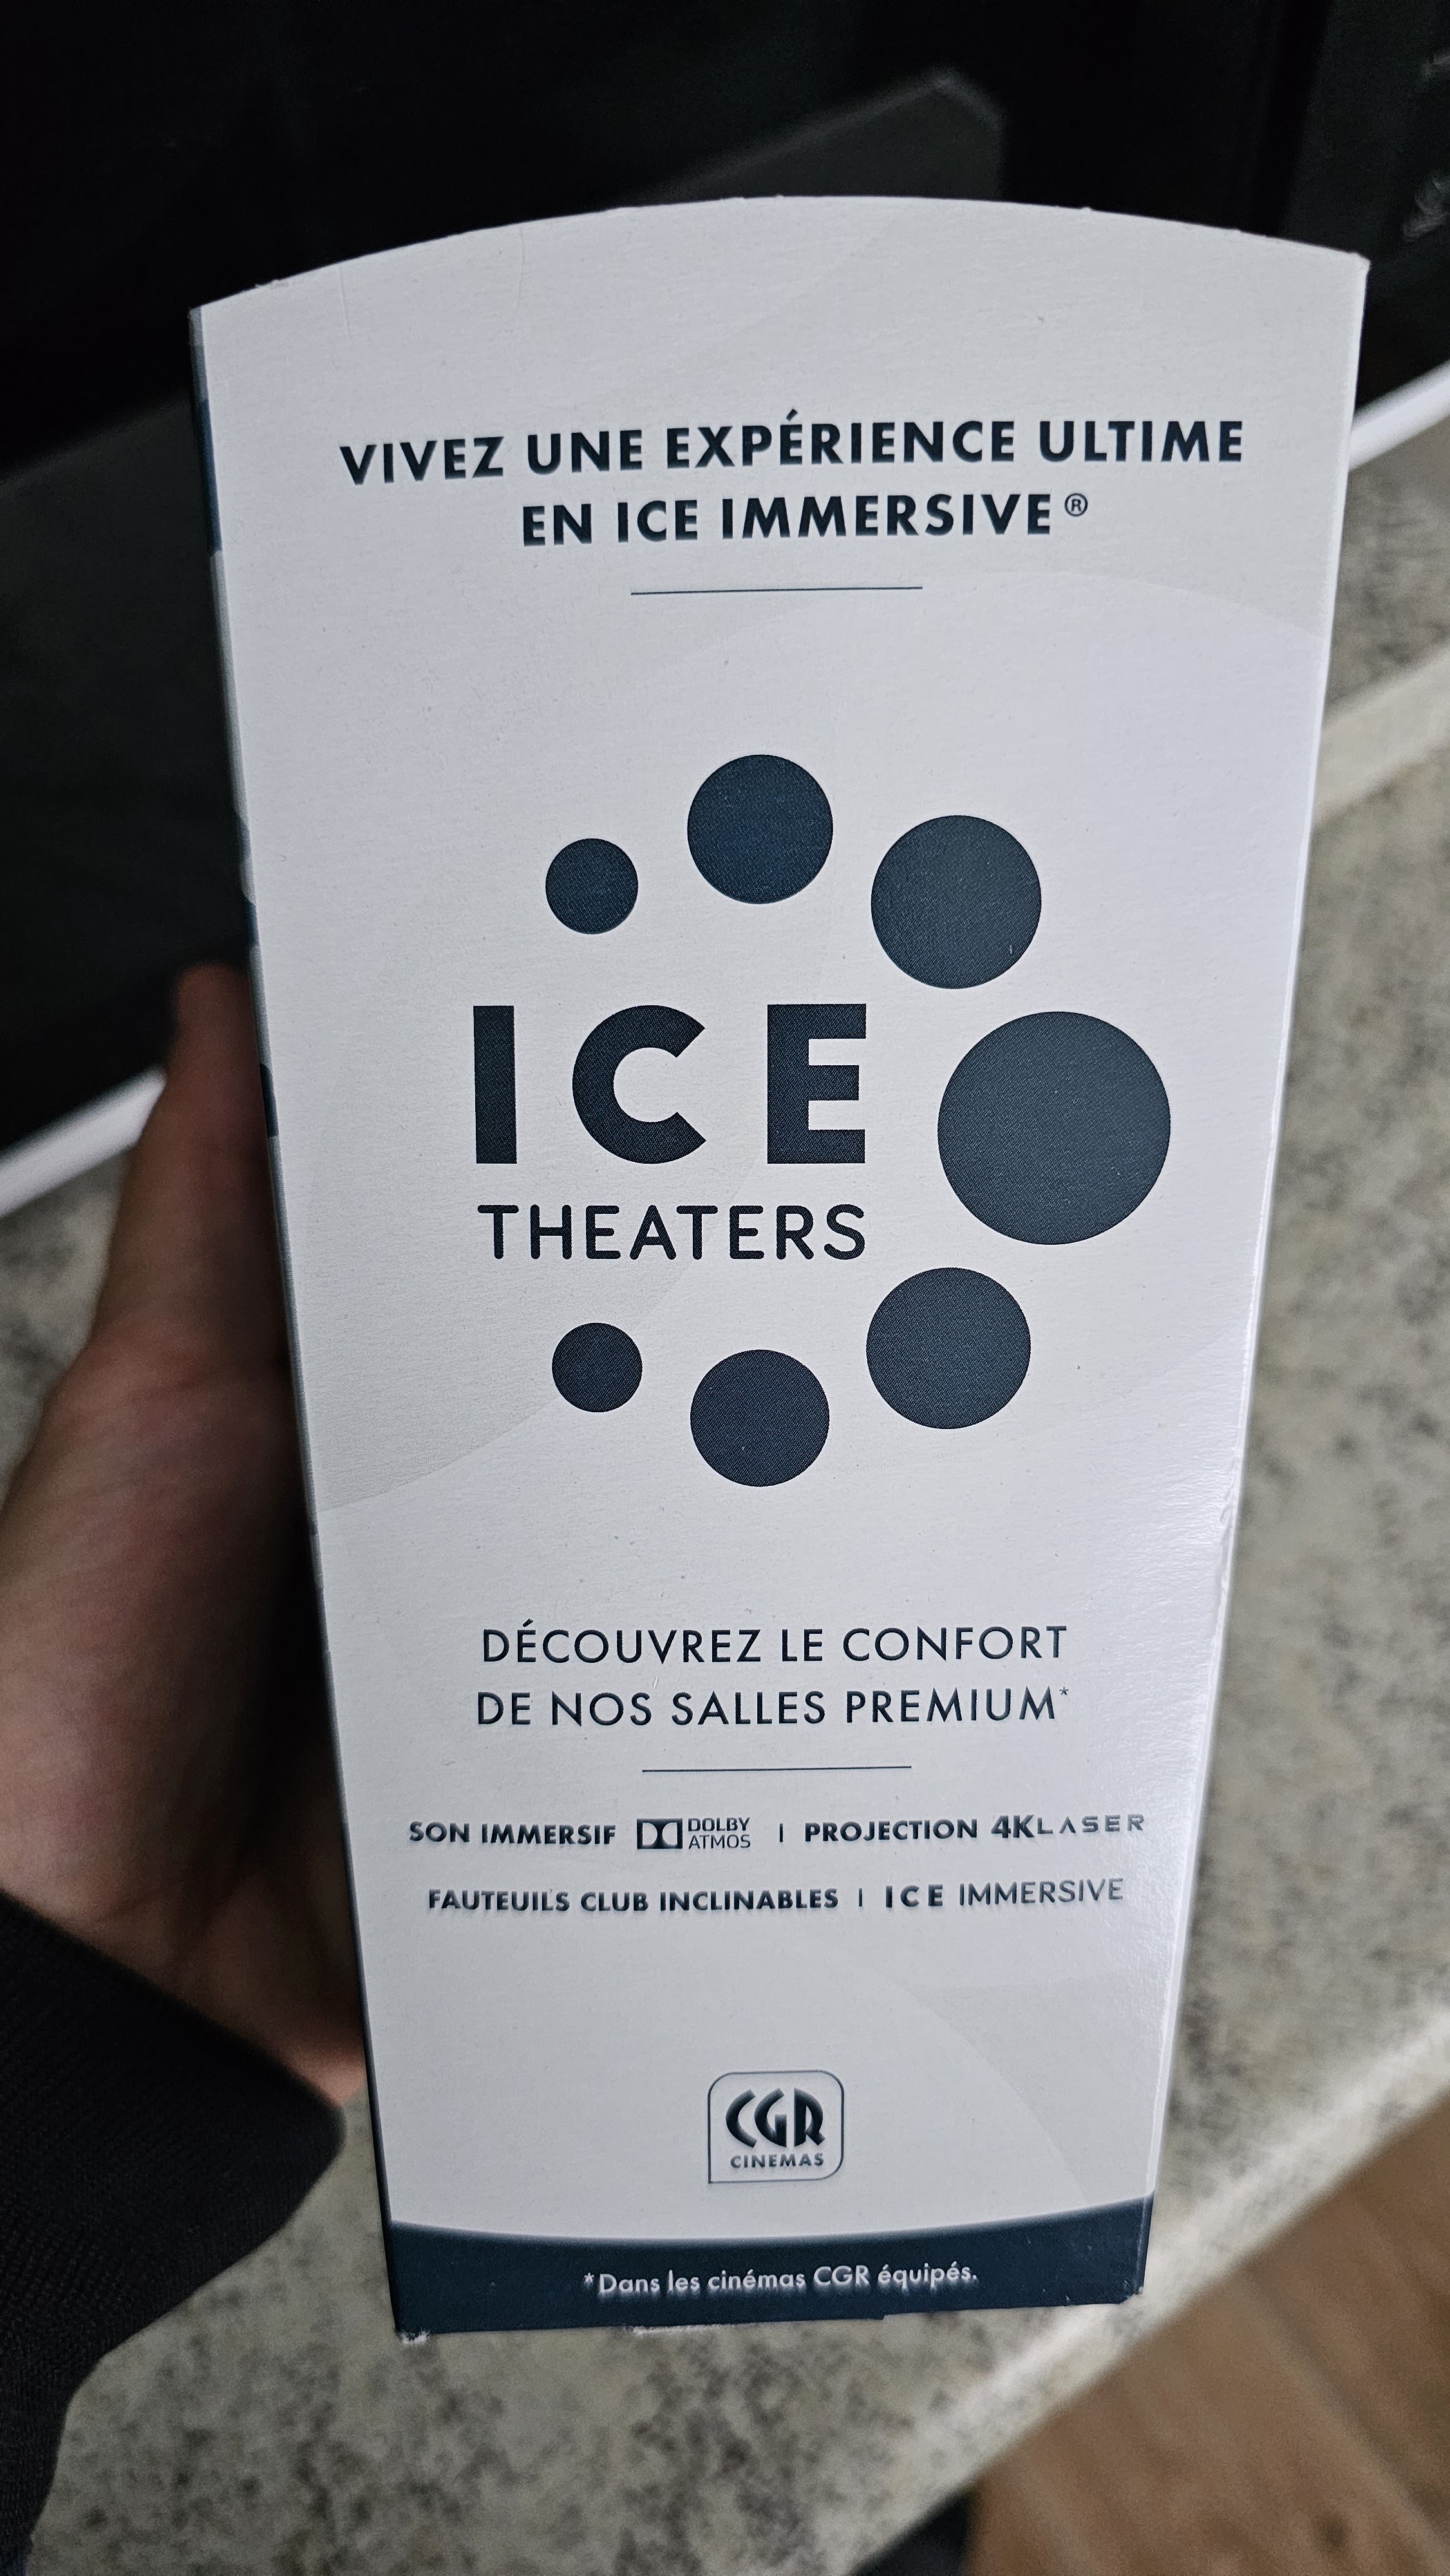 VIVEZ UNE EXPÉRIENCE ULTIME
EN ICE IMMERSIVE®
ICE
THEATERS
DÉCOUVREZ LE CONFORT
DE NOS SALLES PREMIUM*
SON IMMERSIF DOLBY ATMOS | PROJECTION 4KLASER
FAUTEUILS CLUB INCLINABLES | ICE IMMERSIVE
CGR
CINEMAS
*Dans les cinémas CGR équipés.